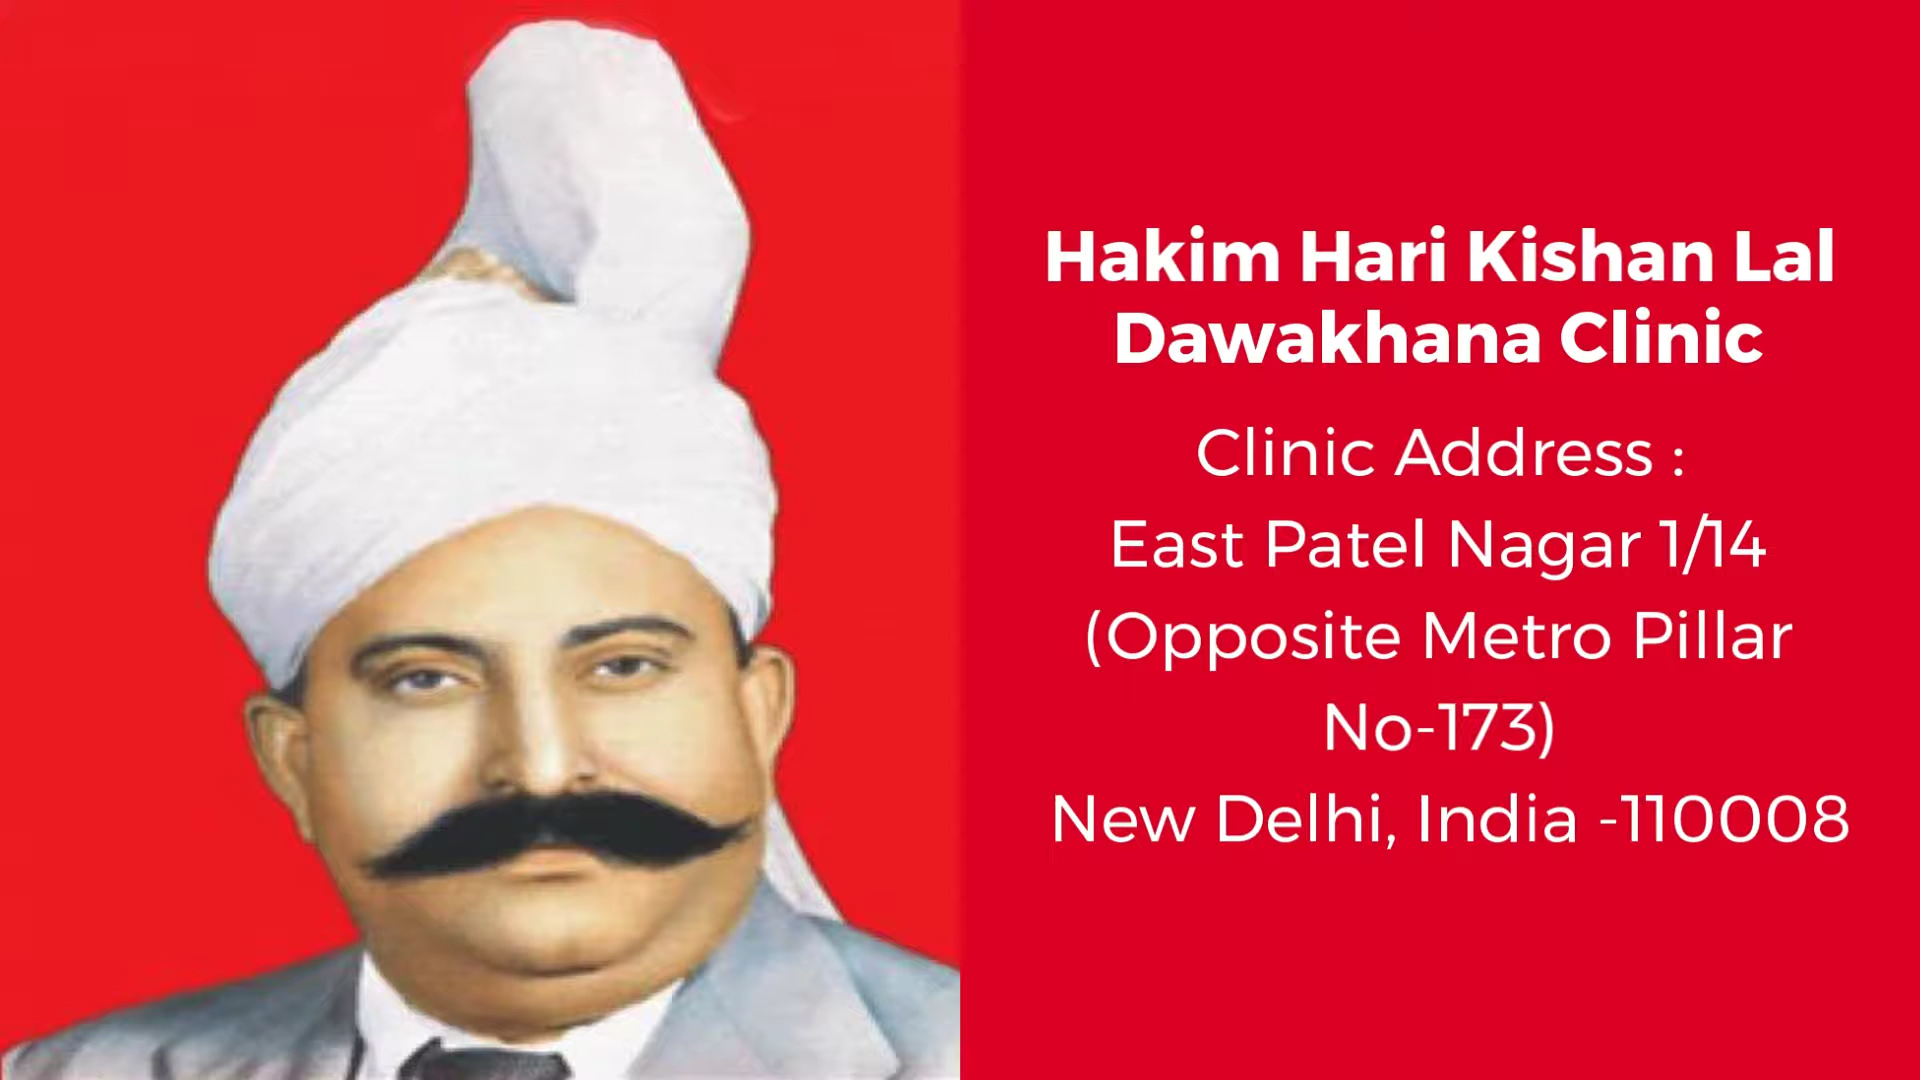 Hakim Hari Kishan Lal
Dawakhana Clinic
Clinic Address :
East Patel Nagar 1/14
(Opposite Metro Pillar
No-173)
New Delhi, India -110008